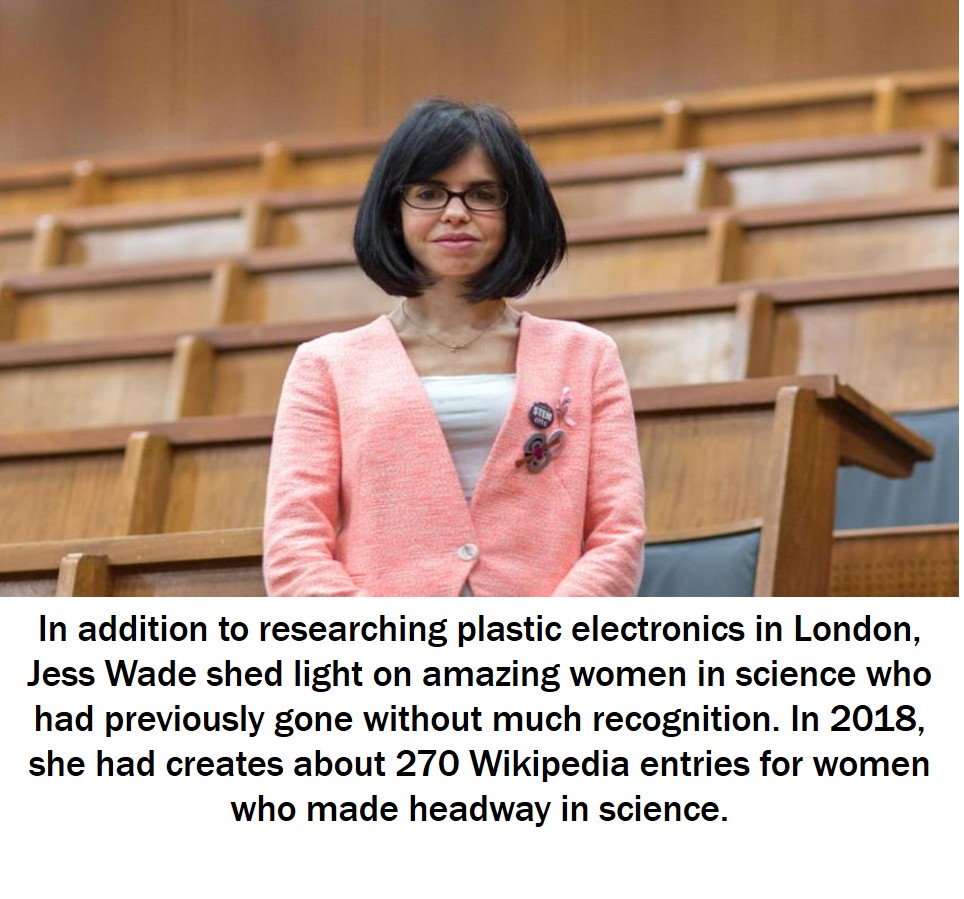 STEM
In addition to researching plastic electronics in London,
Jess Wade shed light on amazing women in science who
had previously gone without much recognition. In 2018,
she had creates about 270 Wikipedia entries for women
who made headway in science.